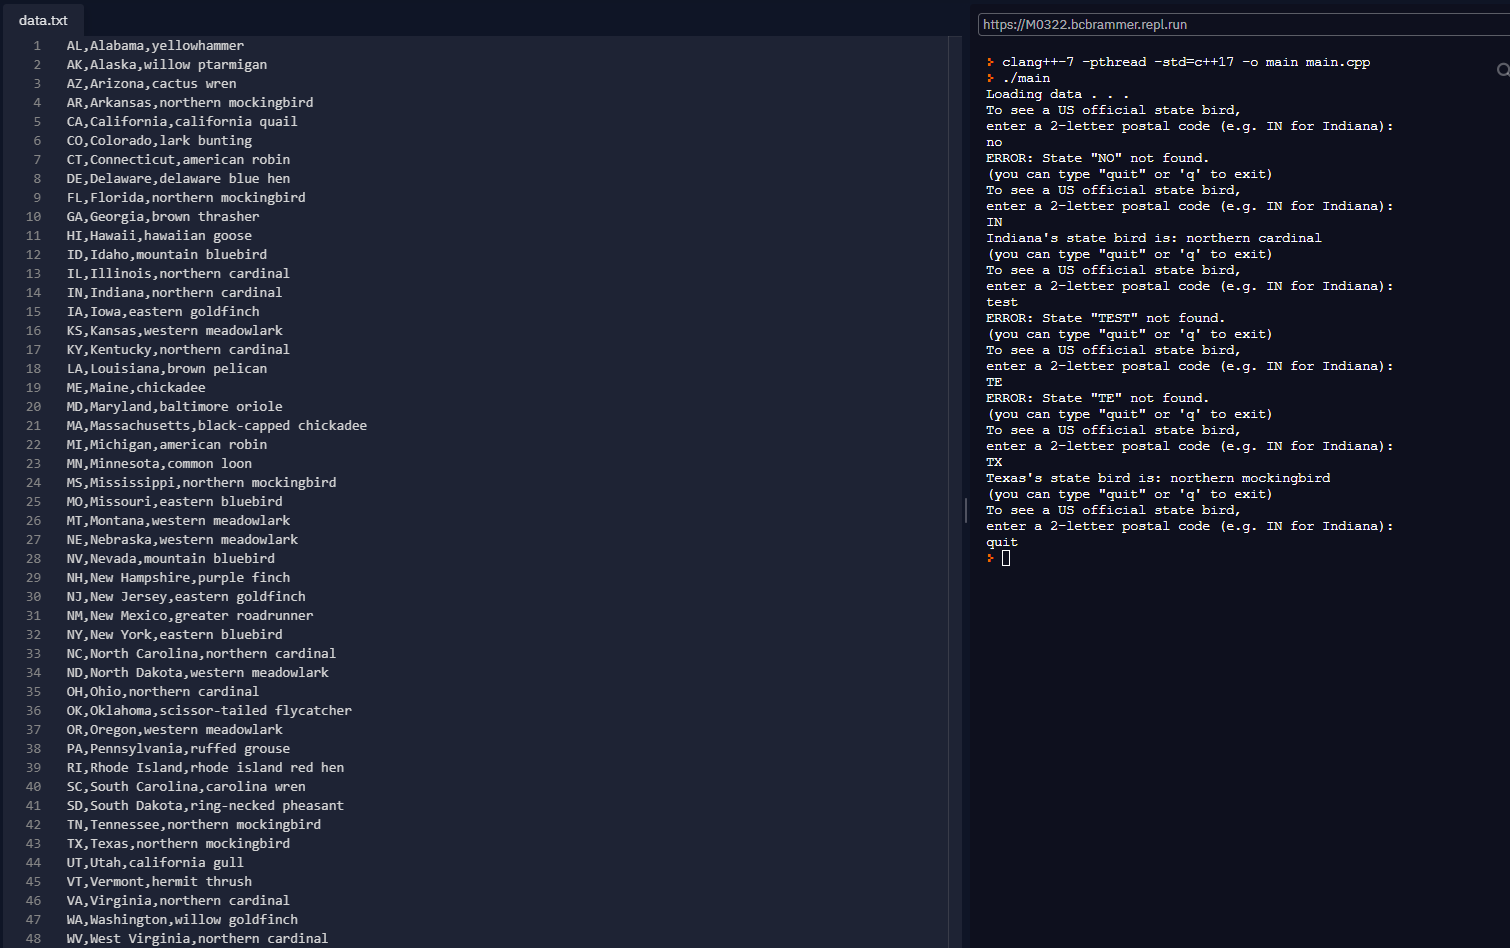 data.txt
1 AL,Alabama,yellowhammer
2 AK,Alaska,willow ptarmigan
3 AZ,Arizona,cactus wren
4 AR,Arkansas,northern mockingbird
5 CA,California,california quail
6 CO,Colorado,lark bunting
7 CT,Connecticut,american robin
8 DE,Delaware,delaware blue hen
9 FL,Florida,northern mockingbird
10 GA,Georgia,brown thrasher
11 HI,Hawaii,hawaiian goose
12 ID,Idaho,mountain bluebird
13 IL,Illinois,northern cardinal
14 IN,Indiana,northern cardinal
15 IA,Iowa,eastern goldfinch
16 KS,Kansas,western meadowlark
17 KY,Kentucky,northern cardinal
18 LA,Louisiana,brown pelican
19 ME,Maine,chickadee
20 MD,Maryland,baltimore oriole
21 MA,Massachusetts,black-capped chickadee
22 MI,Michigan,american robin
23 MN,Minnesota,common loon
24 MS,Mississippi,northern mockingbird
25 MO,Missouri,eastern bluebird
26 MT,Montana,western meadowlark
27 NE,Nebraska,western meadowlark
28 NV,Nevada,mountain bluebird
29 NH,New Hampshire,purple finch
30 NJ,New Jersey,eastern goldfinch
31 NM,New Mexico,greater roadrunner
32 NY,New York,eastern bluebird
33 NC,North Carolina,northern cardinal
34 ND,North Dakota,western meadowlark
35 OH,Ohio,northern cardinal
36 OK,Oklahoma,scissor-tailed flycatcher
37 OR,Oregon,western meadowlark
38 PA,Pennsylvania,ruffed grouse
39 RI,Rhode Island,rhode island red hen
40 SC,South Carolina,carolina wren
41 SD,South Dakota,ring-necked pheasant
42 TN,Tennessee,northern mockingbird
43 TX,Texas,northern mockingbird
44 UT,Utah,california gull
45 VT,Vermont,hermit thrush
46 VA,Virginia,northern cardinal
47 WA,Washington,willow goldfinch
48 WV,West Virginia,northern cardinal
https://M0322.bcbrammer.repl.run
clang++-7 -pthread -std=c++17 -o main main.cpp
./main
Loading data . . .
To see a US official state bird,
enter a 2-letter postal code (e.g. IN for Indiana):
no
ERROR: State "NO" not found.
(you can type "quit" or 'q' to exit)
To see a US official state bird,
enter a 2-letter postal code (e.g. IN for Indiana):
IN
Indiana's state bird is: northern cardinal
(you can type "quit" or 'q' to exit)
To see a US official state bird,
enter a 2-letter postal code (e.g. IN for Indiana):
test
ERROR: State "TEST" not found.
(you can type "quit" or 'q' to exit)
To see a US official state bird,
enter a 2-letter postal code (e.g. IN for Indiana):
TE
ERROR: State "TE" not found.
(you can type "quit" or 'q' to exit)
To see a US official state bird,
enter a 2-letter postal code (e.g. IN for Indiana):
TX
Texas's state bird is: northern mockingbird
(you can type "quit" or 'q' to exit)
To see a US official state bird,
enter a 2-letter postal code (e.g. IN for Indiana):
quit